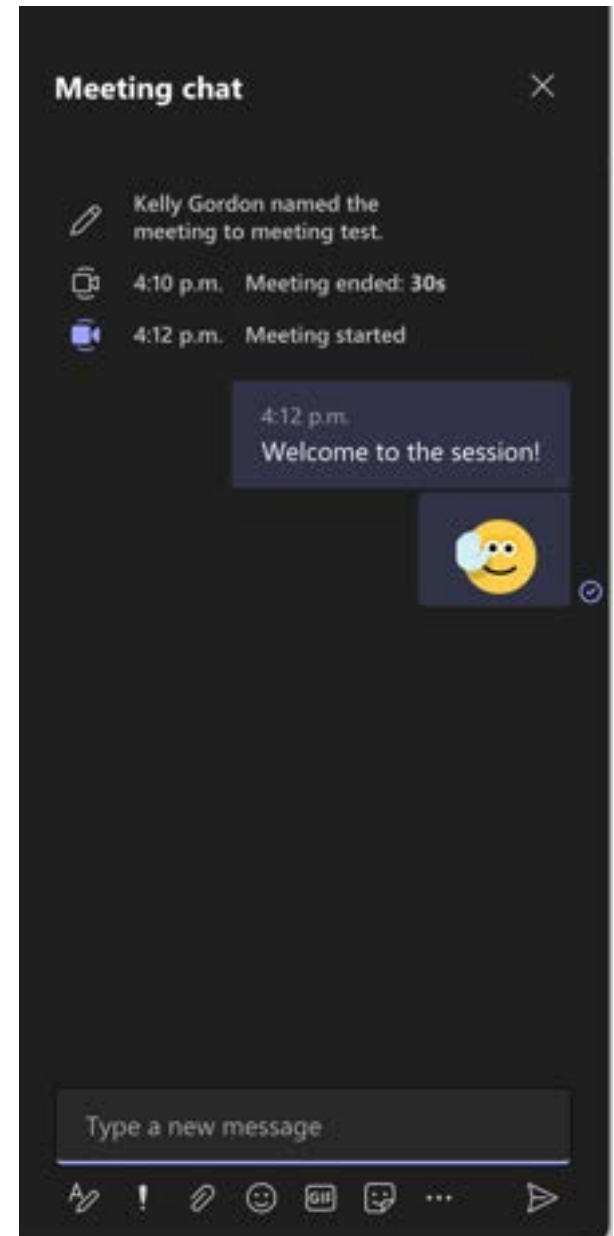 Meeting chat
Kelly Gordon named the
meeting to meeting test.
4:10 p.m. Meeting ended: 30s
4:12 p.m. Meeting started
4:12 p.m.
Welcome to the session!
Type a new message
GIF